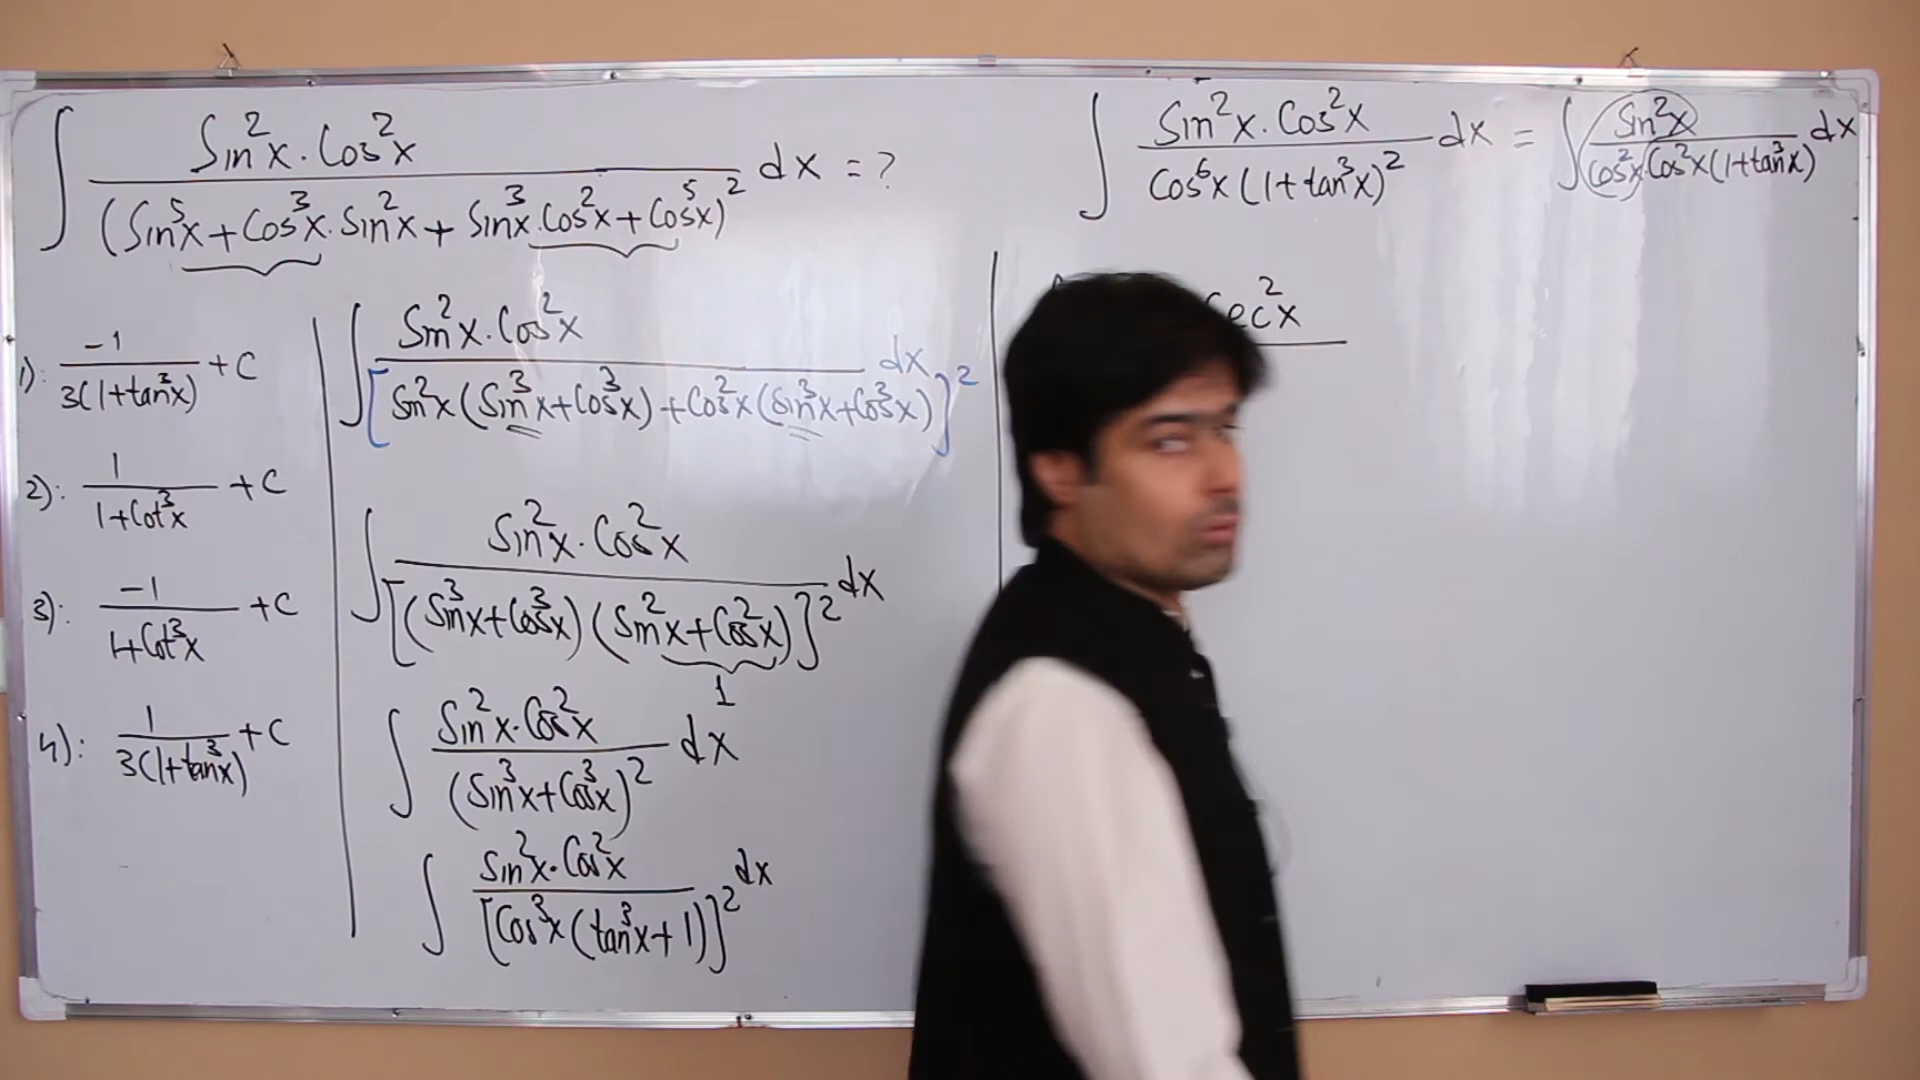 ∫ Sin²x·Cos²x / (Sin⁵x+Cos³x·Sin²x+Sin³x·Cos²x+Cos⁵x)² dx = ?
1): -1 / 3(1+tan³x) + C
2): 1 / 1+Cot³x + C
3): -1 / 1+Cot³x + C
4): 1 / 3(1+tan³x) + C
∫ Sin²x·Cos²x / [Sin²x(Sin³x+Cos³x)+Cos²x(Sin³x+Cos³x)]² dx
∫ Sin²x·Cos²x / [(Sin³x+Cos³x)(Sin²x+Cos²x)]² dx
1
∫ Sin²x·Cos²x / (Sin³x+Cos³x)² dx
∫ Sin²x·Cos²x / [Cos³x(tan³x+1)]² dx
∫ Sin²x·Cos²x / Cos⁶x(1+tan³x)² dx = ∫ Sin²x / Cos²x·Cos²x(1+tan³x) dx
Sec²x